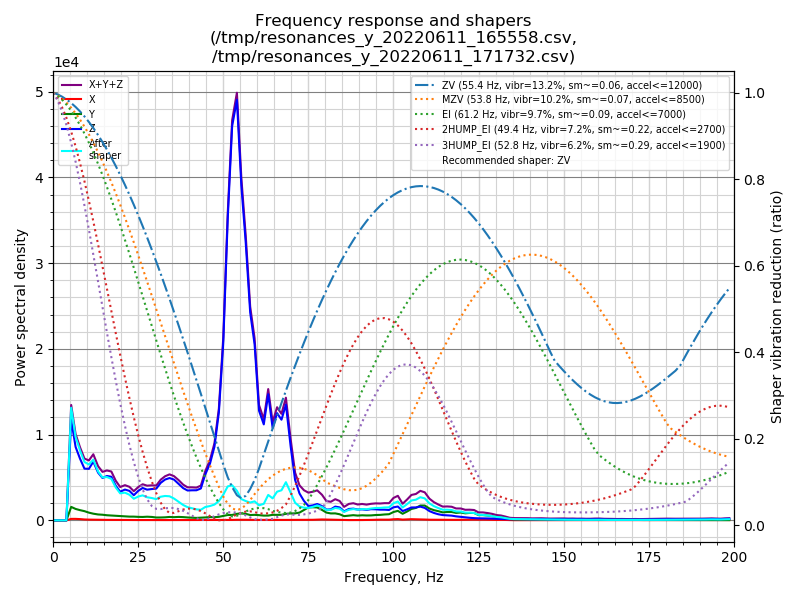 Frequency response and shapers
(/tmp/resonances_y_20220611_165558.csv,
/tmp/resonances_y_20220611_171732.csv)
1e4
X+Y+Z
X
Y
Z
After
shaper
ZV (55.4 Hz, vibr=13.2%, sm~=0.06, accel<=12000)
MZV (53.8 Hz, vibr=10.2%, sm~=0.07, accel<=8500)
EI (61.2 Hz, vibr=9.7%, sm~=0.09, accel<=7000)
2HUMP_EI (49.4 Hz, vibr=7.2%, sm~=0.22, accel<=2700)
3HUMP_EI (52.8 Hz, vibr=6.2%, sm~=0.29, accel<=1900)
Recommended shaper: ZV
5
4
3
2
1
0
Power spectral density
1.0
0.8
0.6
0.4
0.2
0.0
Shaper vibration reduction (ratio)
0 25 50 75 100 125 150 175 200
Frequency, Hz